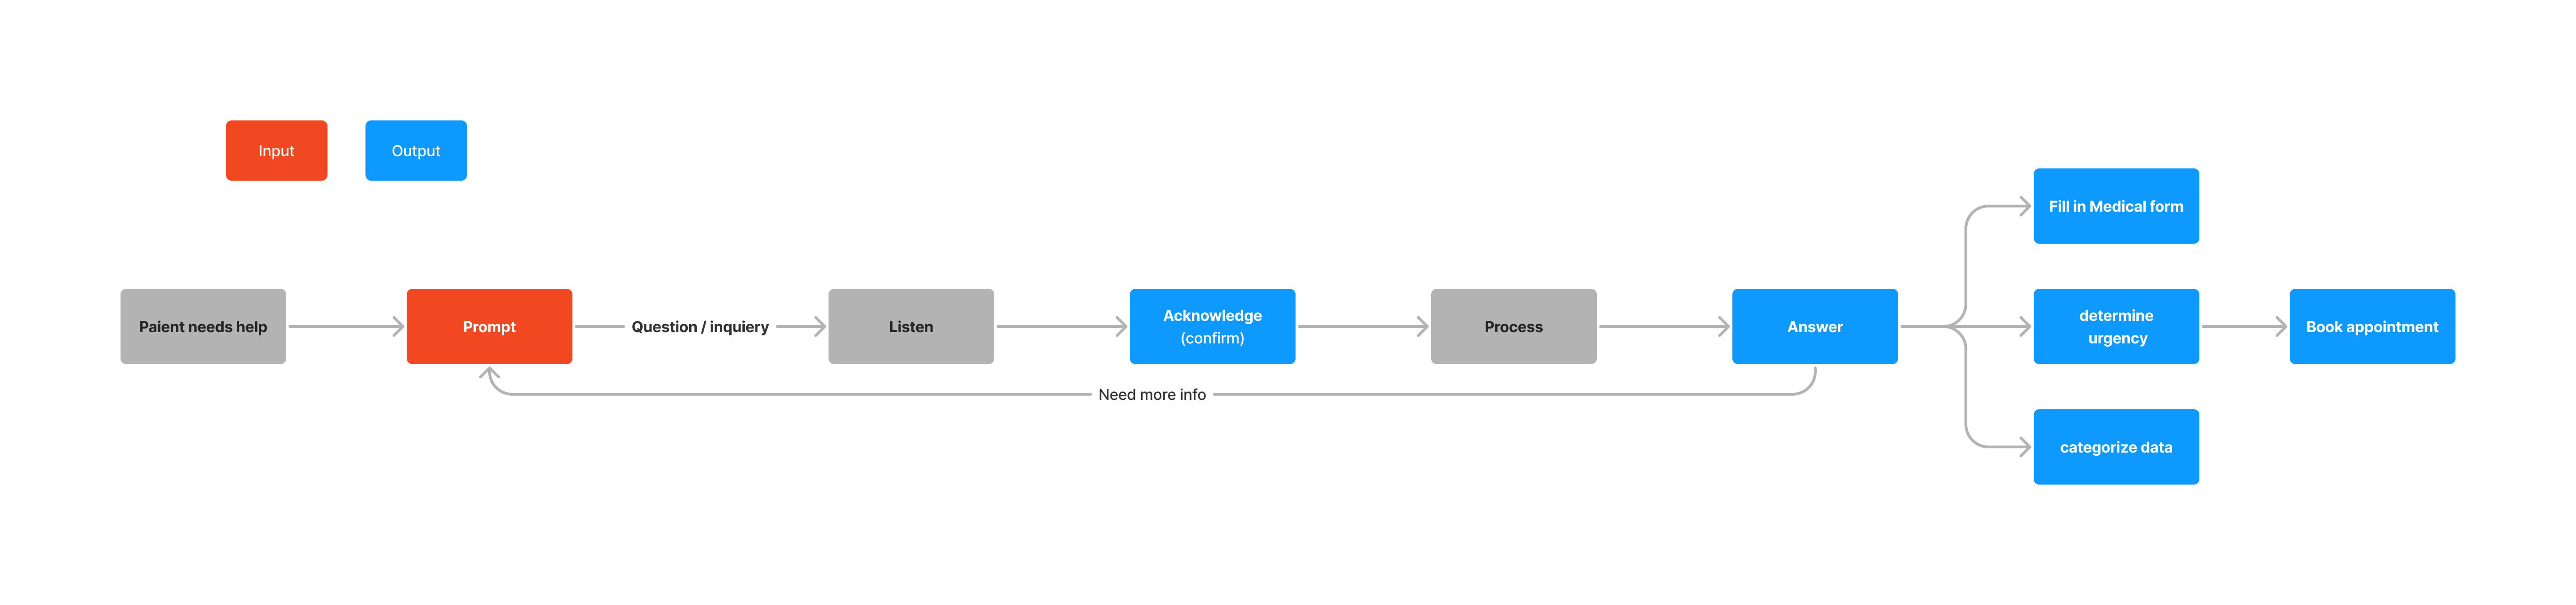 Input
Output
Fill in Medical form
Paient needs help
Prompt
Question / inquiery
Listen
Acknowledge
(confirm)
Process
Answer
determine
urgency
Book appointment
Need more info
categorize data